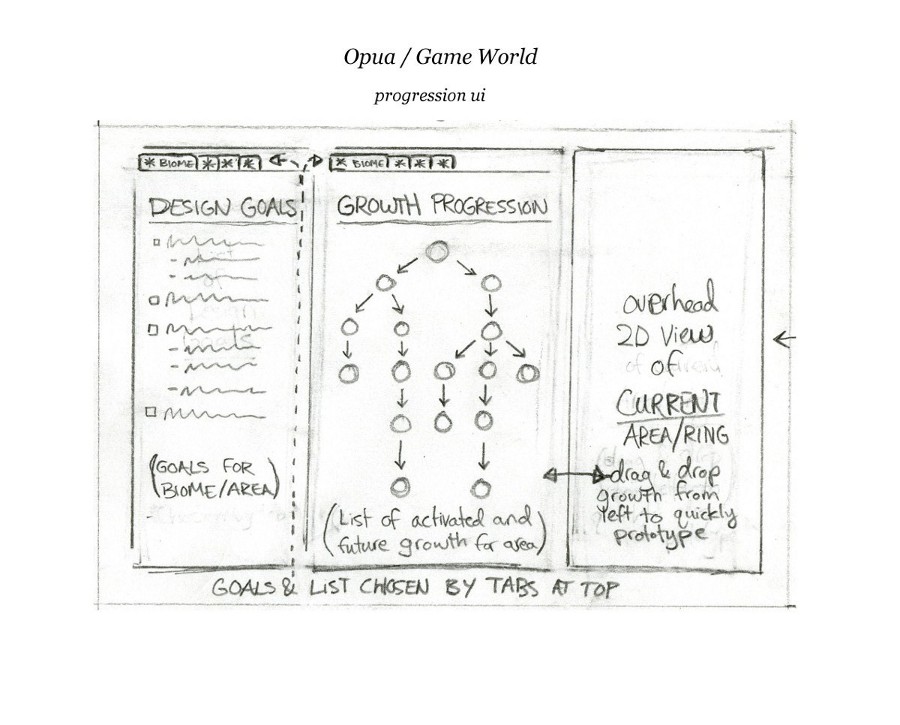 Opua / Game World
progression ui
* BIOME * * *
* BIOME * * *
DESIGN GOALS
GROWTH PROGRESSION
(GOALS FOR
BIOME/AREA)
(List of activated and
future growth for area)
overhead
2D View
of
CURRENT
AREA/RING
drag & drop
growth from
left to quickly
prototype
GOALS & LIST CHOSEN BY TABS AT TOP